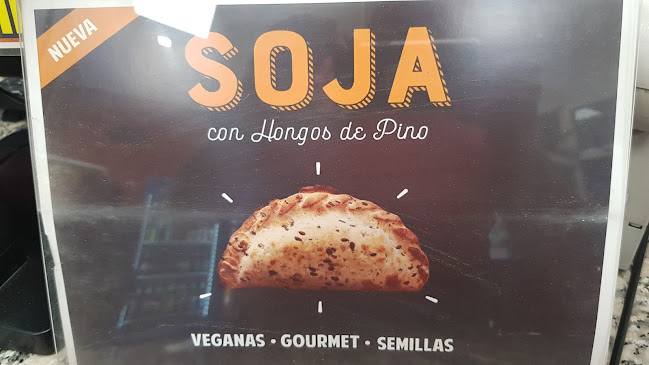 NUEVA
SOJA
con Hongos de Pino
VEGANAS • GOURMET • SEMILLAS